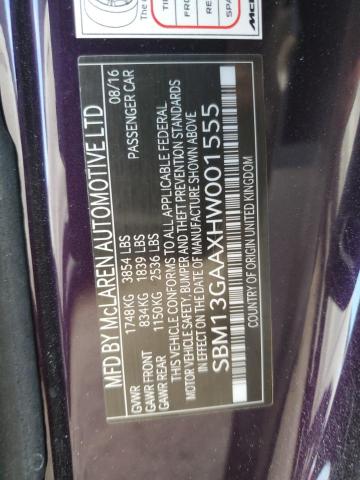 MFD BY McLAREN AUTOMOTIVE LTD
08/16
GVWR 1748KG 3854 LBS PASSENGER CAR
GAWR FRONT 834KG 1839 LBS
GAWR REAR 1150KG 2536 LBS
THIS VEHICLE CONFORMS TO ALL APPLICABLE FEDERAL
MOTOR VEHICLE SAFETY, BUMPER AND THEFT PREVENTION STANDARDS
IN EFFECT ON THE DATE OF MANUFACTURE SHOWN ABOVE
SBM13GAAXHW001555
COUNTRY OF ORIGIN UNITED KINGDOM